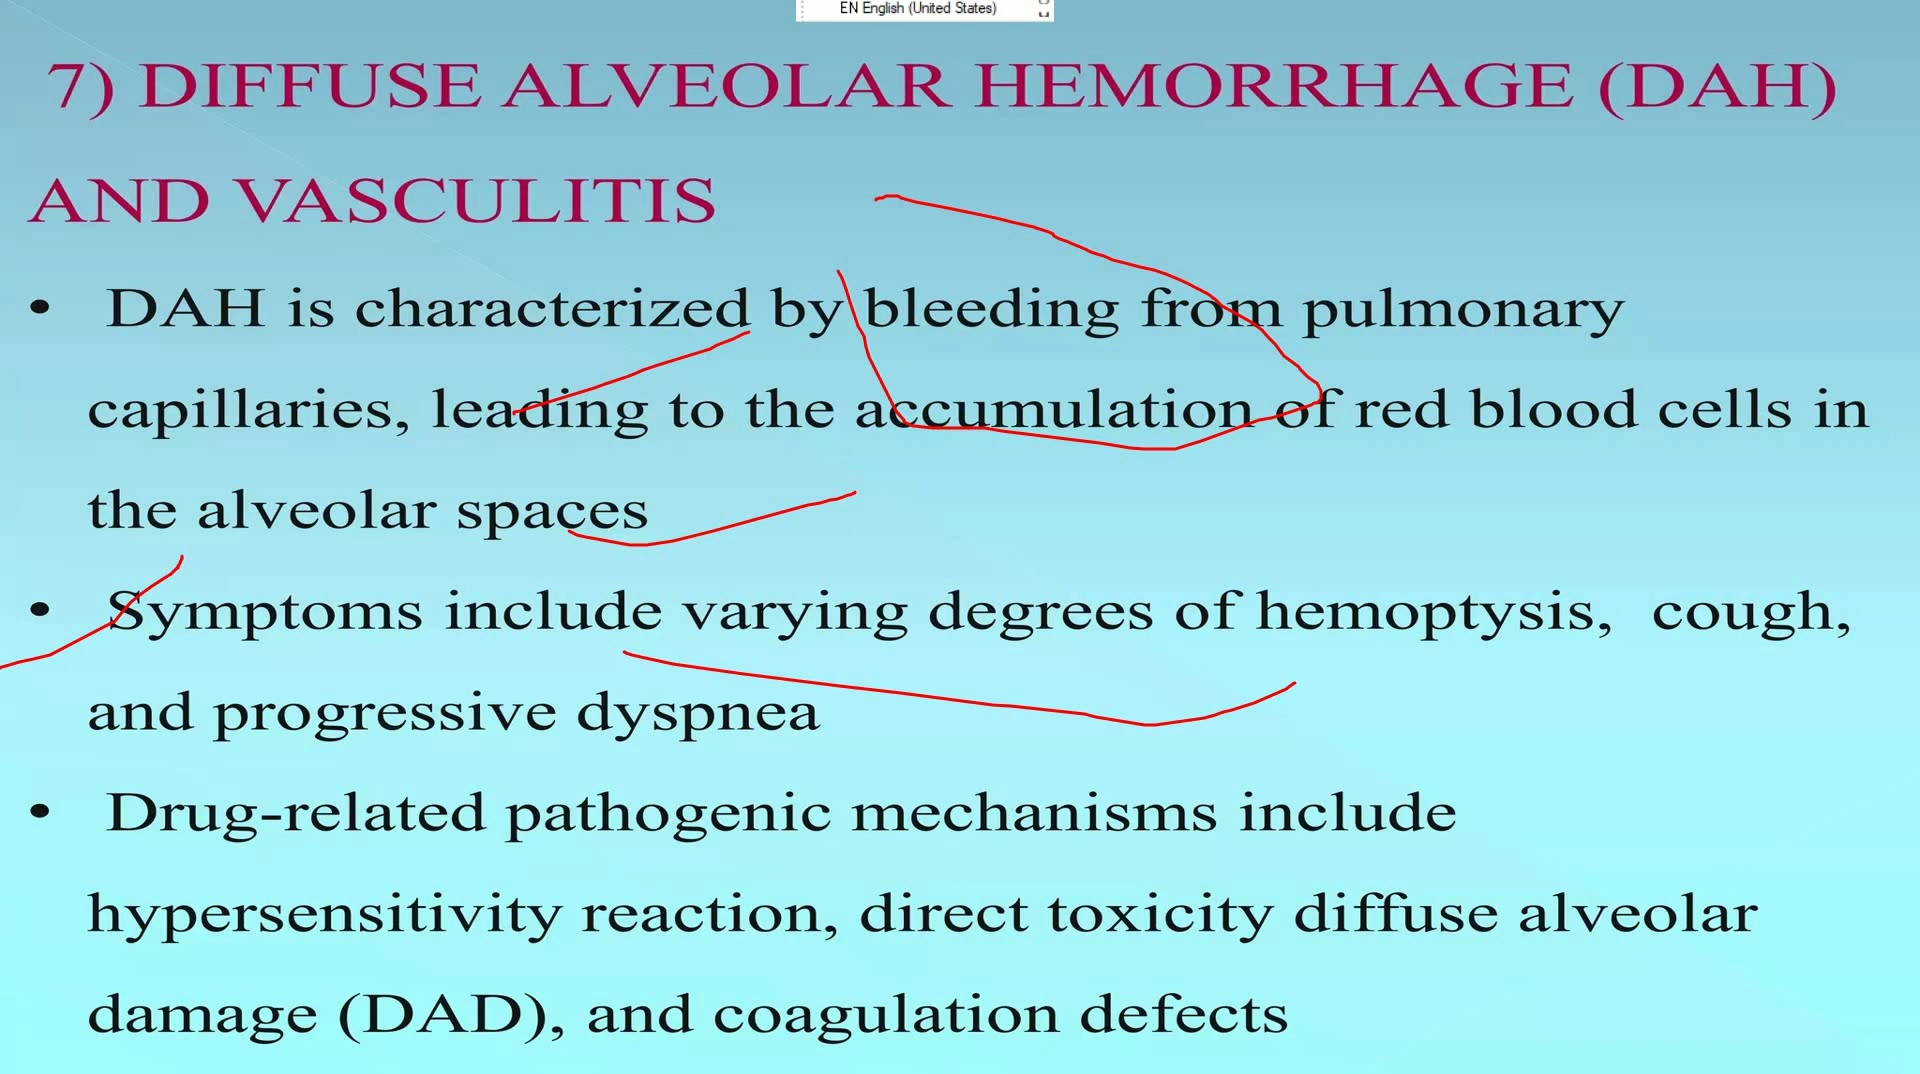 EN English (United States)
7) DIFFUSE ALVEOLAR HEMORRHAGE (DAH)
AND VASCULITIS
• DAH is characterized by bleeding from pulmonary
capillaries, leading to the accumulation of red blood cells in
the alveolar spaces
• Symptoms include varying degrees of hemoptysis, cough,
and progressive dyspnea
• Drug-related pathogenic mechanisms include
hypersensitivity reaction, direct toxicity diffuse alveolar
damage (DAD), and coagulation defects